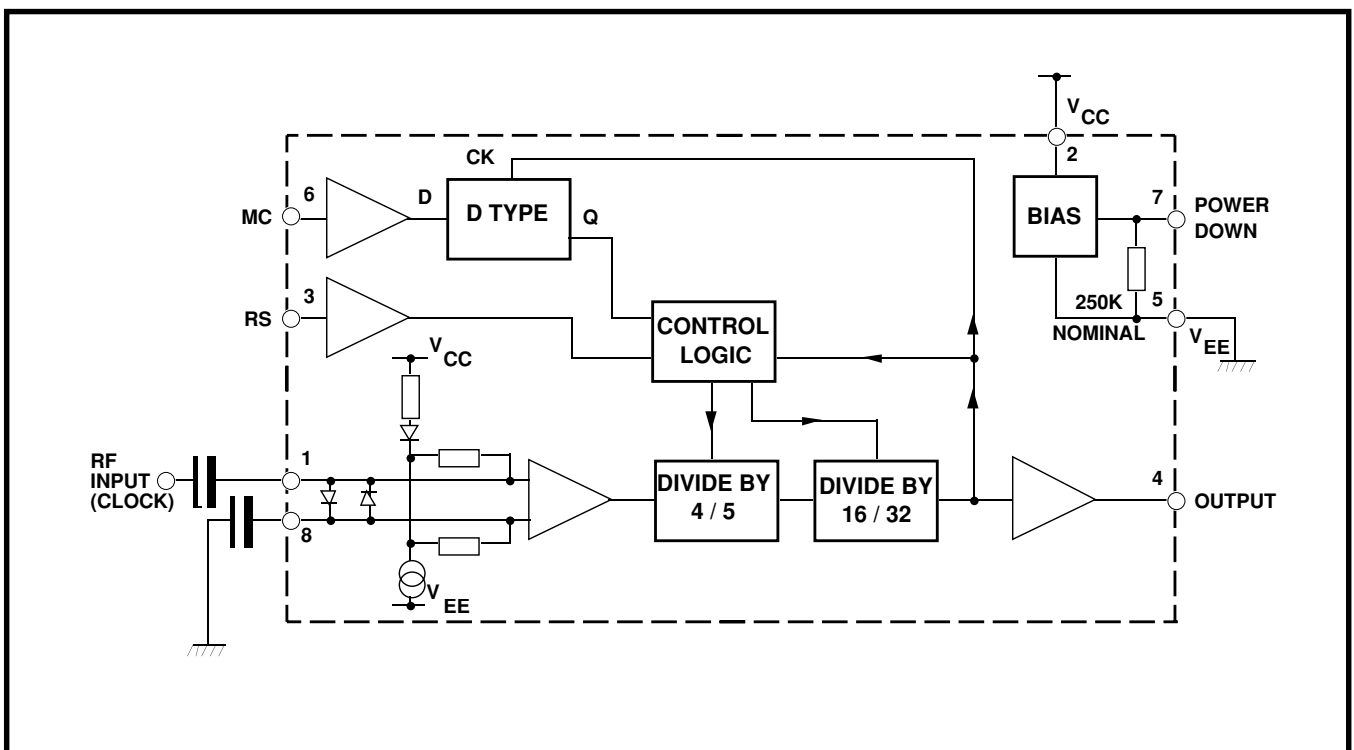 V
CC
2
CK
6
D
D TYPE
Q
MC
BIAS
7
POWER
DOWN
3
RS
250K
NOMINAL
5
V
EE
CONTROL
LOGIC
V
CC
RF
INPUT
(CLOCK)
1
8
DIVIDE BY
4 / 5
DIVIDE BY
16 / 32
4
OUTPUT
V
EE